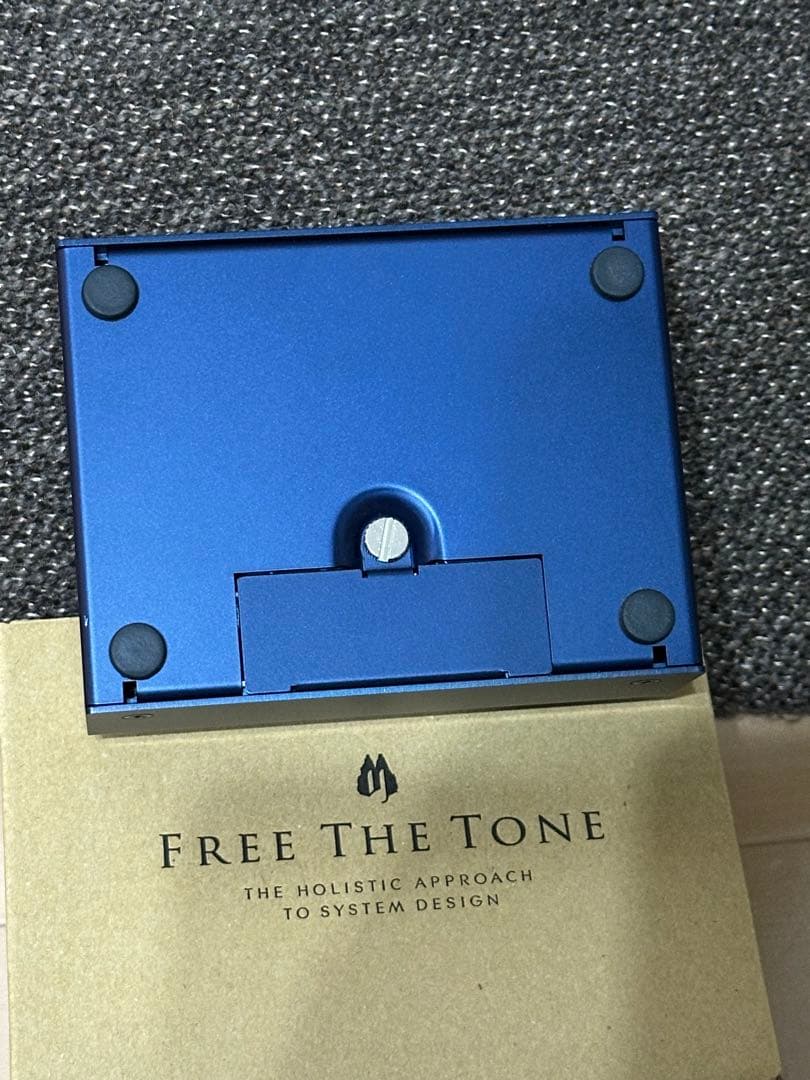 FREE THE TONE
THE HOLISTIC APPROACH
TO SYSTEM DESIGN